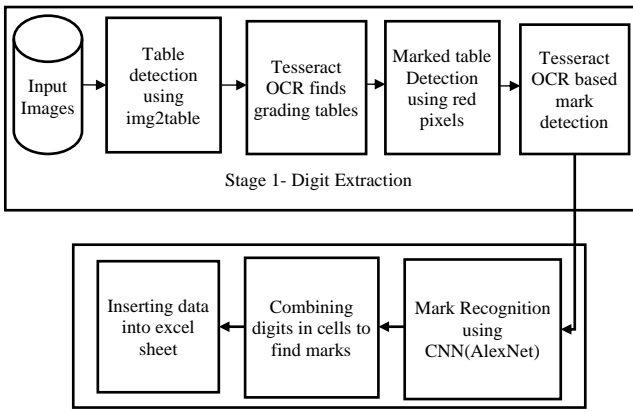 Input
Images
Table
detection
using
img2table
Tesseract
OCR finds
grading tables
Marked table
Detection
using red
pixels
Tesseract
OCR based
mark
detection
Stage 1- Digit Extraction
Inserting data
into excel
sheet
Combining
digits in cells to
find marks
Mark Recognition
using
CNN(AlexNet)